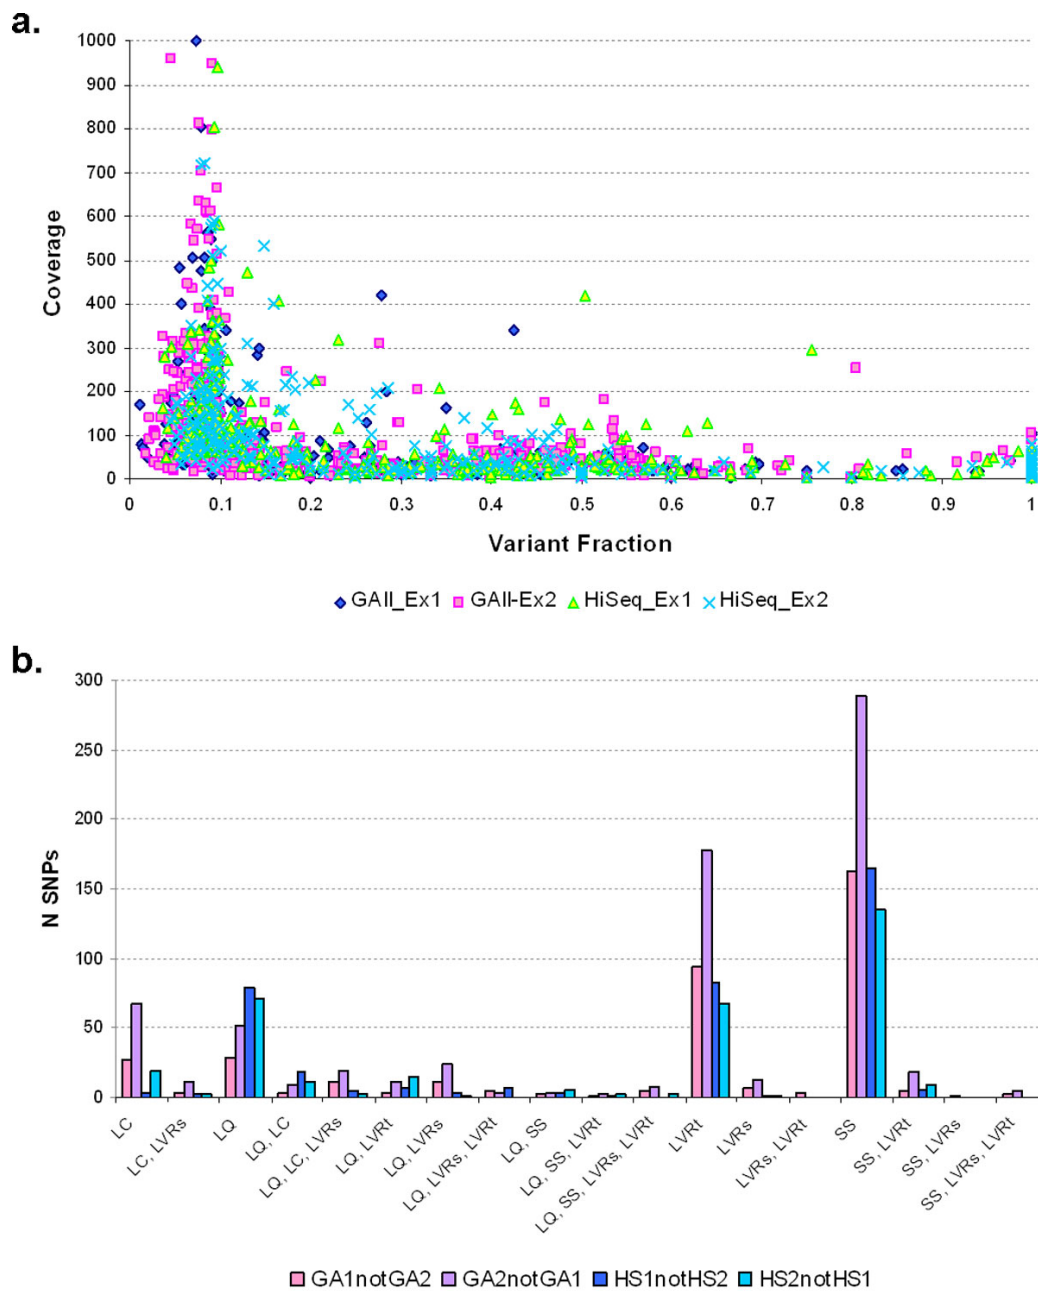 a.
1000
900
800
700
600
500
400
300
200
100
0
Coverage
0 0.1 0.2 0.3 0.4 0.5 0.6 0.7 0.8 0.9 1
Variant Fraction
GAII_Ex1 GAII-Ex2 HiSeq_Ex1 HiSeq_Ex2
b.
300
250
200
150
100
50
0
N SNPs
LC
LC, LVRs
LQ
LQ, LC
LQ, LC, LVRs
LQ, LVRt
LQ, LVRs
LQ, LVRs, LVRt
LQ, SS
LQ, SS, LVRt
LQ, SS, LVRs, LVRt
LVRt
LVRs
LVRs, LVRt
SS
SS, LVRt
SS, LVRs
SS, LVRs, LVRt
GA1notGA2 GA2notGA1 HS1notHS2 HS2notHS1